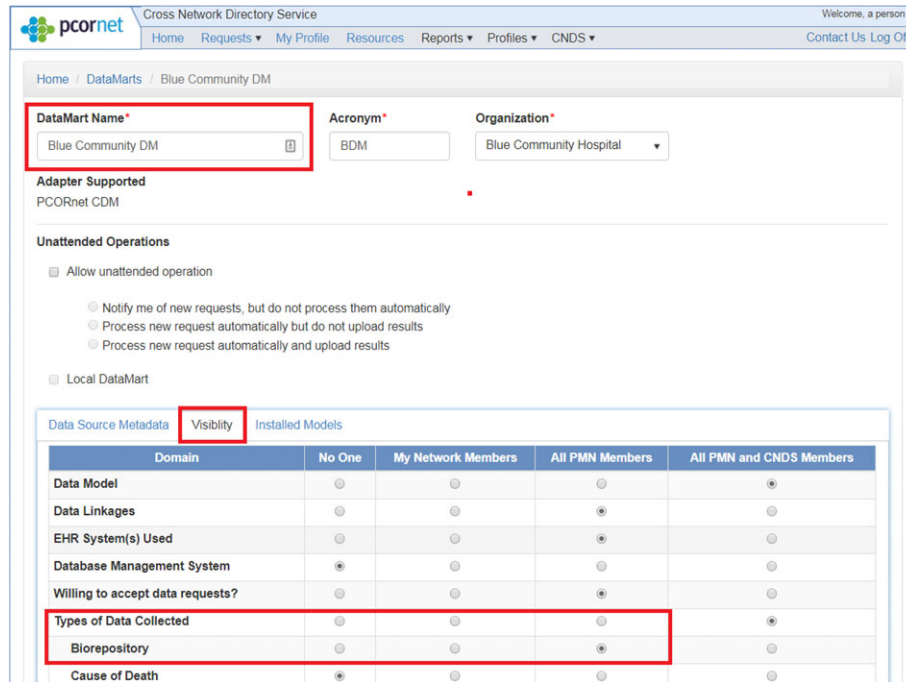 Cross Network Directory Service
Welcome, a person
pcornet
Home Requests ▾ My Profile Resources Reports ▾ Profiles ▾ CNDS ▾
Contact Us Log Of
Home / DataMarts / Blue Community DM
DataMart Name* Acronym* Organization*
Blue Community DM BDM Blue Community Hospital
Adapter Supported
PCORnet CDM
Unattended Operations
Allow unattended operation
Notify me of new requests, but do not process them automatically
Process new request automatically but do not upload results
Process new request automatically and upload results
Local DataMart
Data Source Metadata Visiblity Installed Models
Domain No One My Network Members All PMN Members All PMN and CNDS Members
Data Model
Data Linkages
EHR System(s) Used
Database Management System
Willing to accept data requests?
Types of Data Collected
Biorepository
Cause of Death